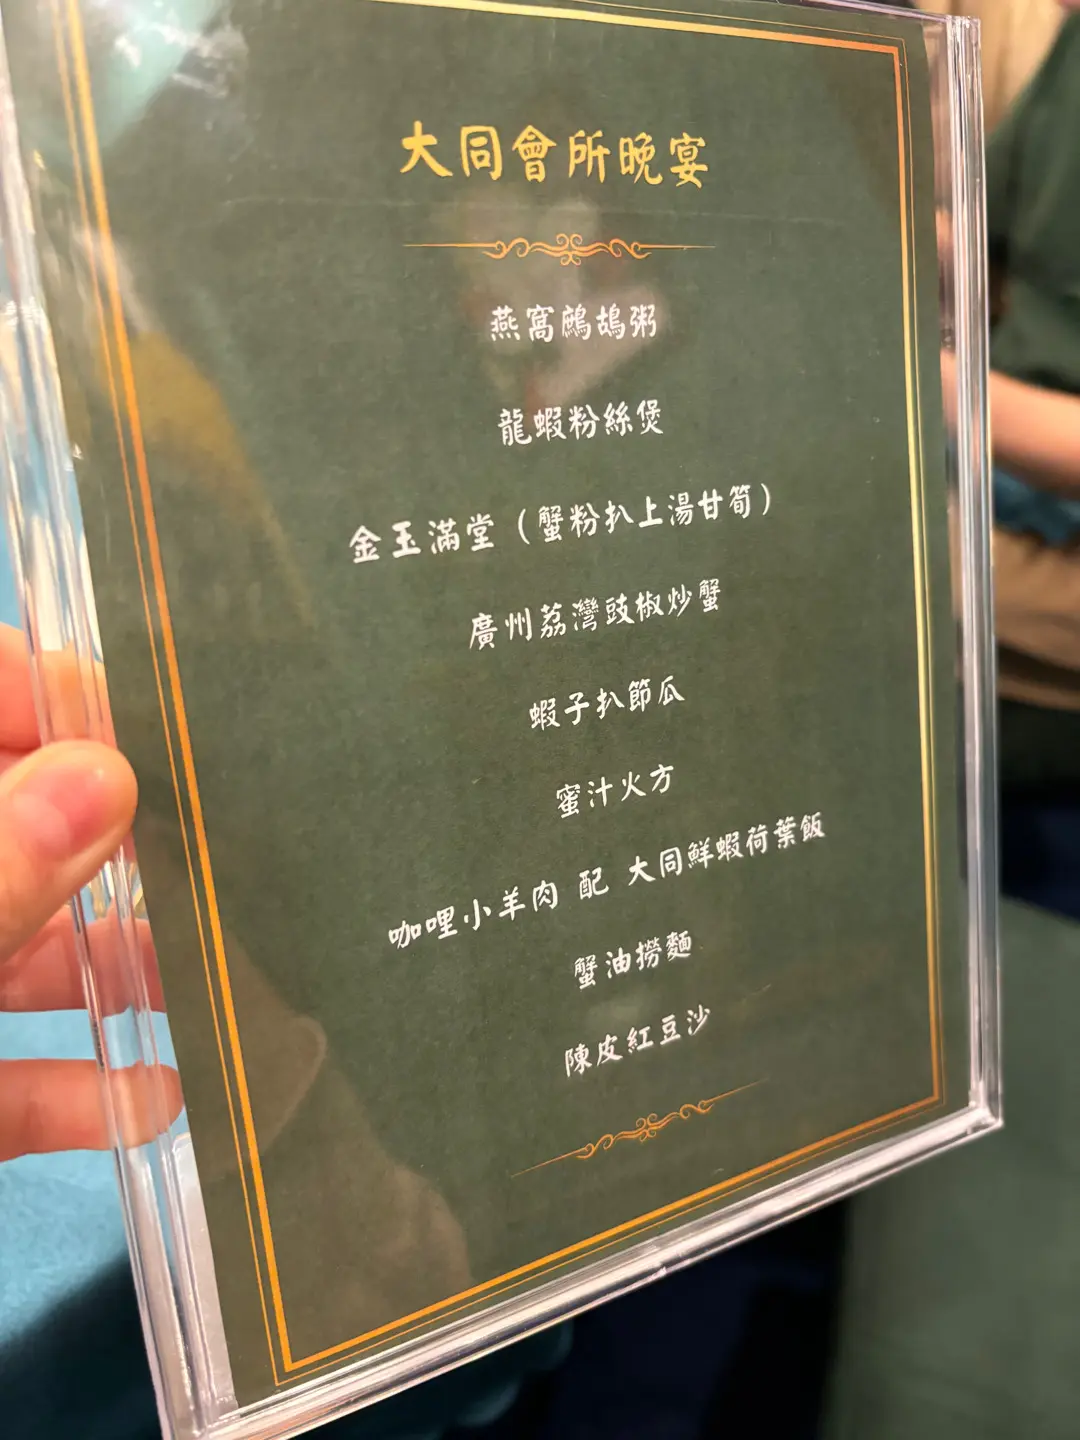 大同會所晚宴
燕窩鷓鴣粥
龍蝦粉絲煲
金玉滿堂（蟹粉扒上湯甘筍）
廣州荔灣豉椒炒蟹
蝦子扒節瓜
蜜汁火方
咖哩小羊肉 配 大同鮮蝦荷葉飯
蟹油撈麵
陳皮紅豆沙